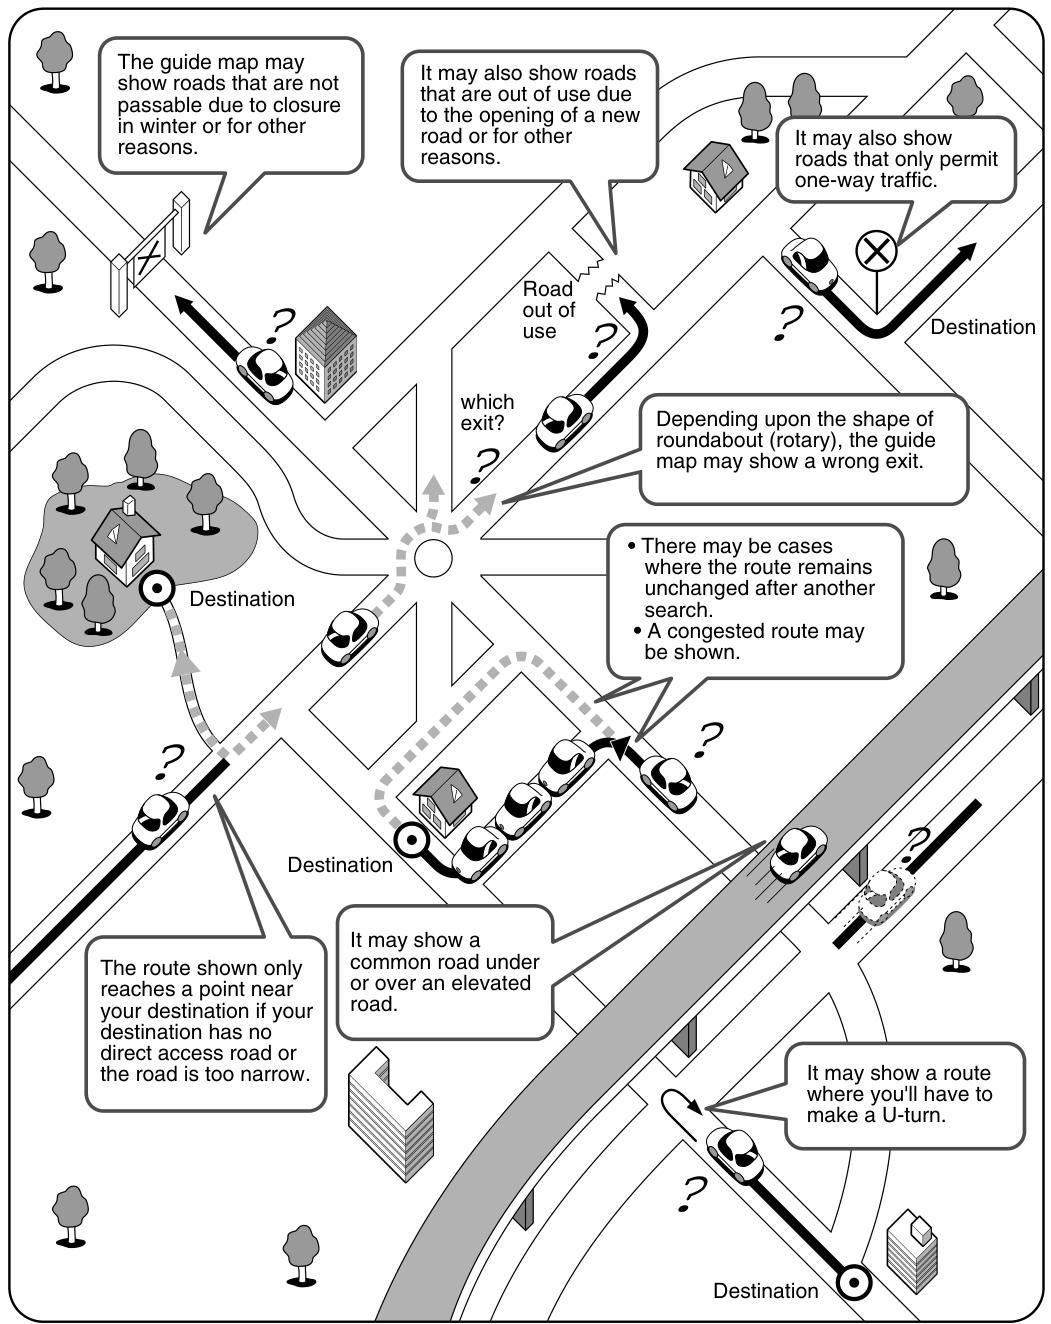 The guide map may
show roads that are not
passable due to closure
in winter or for other
reasons.
It may also show roads
that are out of use due
to the opening of a new
road or for other
reasons.
It may also show
roads that only permit
one-way traffic.
Road
out of
use
?
?
?
Destination
which
exit?
?
Depending upon the shape of
roundabout (rotary), the guide
map may show a wrong exit.
• There may be cases
where the route remains
unchanged after another
search.
• A congested route may
be shown.
Destination
?
?
?
Destination
It may show a
common road under
or over an elevated
road.
The route shown only
reaches a point near
your destination if your
destination has no
direct access road or
the road is too narrow.
It may show a route
where you'll have to
make a U-turn.
?
Destination